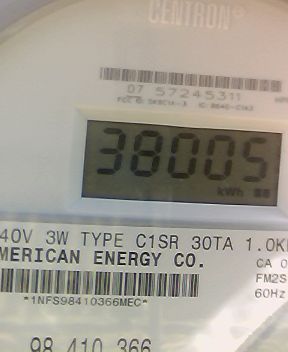 CENTRON®
07 57245311
38005
kWh
40V 3W TYPE C1SR 30TA 1.0K
MERICAN ENERGY CO.
CA 0
FM2S
*1NFS98410366MEC*
60Hz
98 410 366